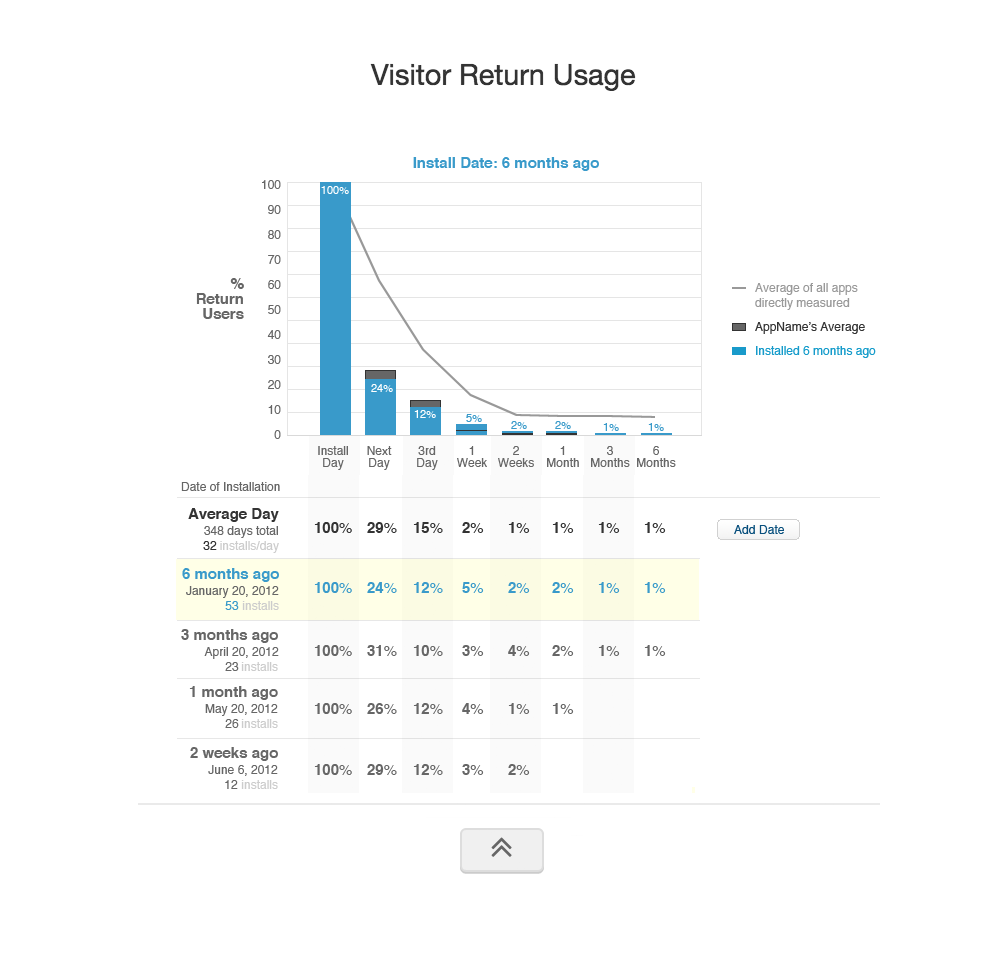 Visitor Return Usage
Install Date: 6 months ago
100
90
80
70
60
50
40
30
20
10
0
%
Return
Users
100%
24%
12%
5%
2%
2%
1%
1%
Average of all apps
directly measured
AppName's Average
Installed 6 months ago
Install Day
Next Day
3rd Day
1 Week
2 Weeks
1 Month
3 Months
6 Months
Date of Installation
Average Day
348 days total
32 installs/day
100% 29% 15% 2% 1% 1% 1% 1%
Add Date
6 months ago
January 20, 2012
53 installs
100% 24% 12% 5% 2% 2% 1% 1%
3 months ago
April 20, 2012
23 installs
100% 31% 10% 3% 4% 2% 1% 1%
1 month ago
May 20, 2012
26 installs
100% 26% 12% 4% 1% 1%
2 weeks ago
June 6, 2012
12 installs
100% 29% 12% 3% 2%